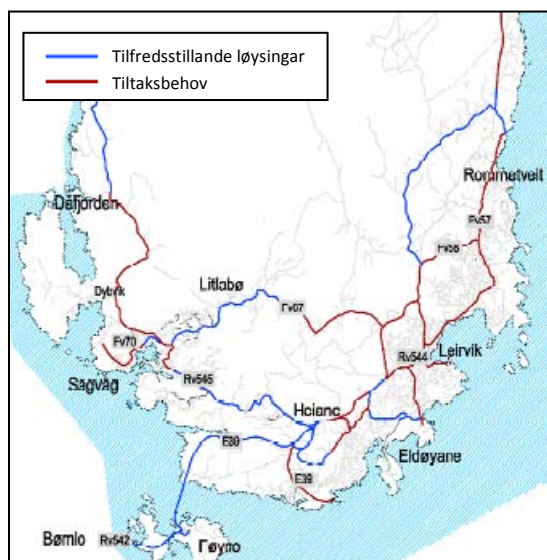 Tilfredsstillande løysingar
Tiltaksbehov
Rommetveit
Dåfjorden
Fv57
Fv58
Dybvik
Litlabø
Fv67
Fv70
Leirvik
Rv544
Sagvåg
Rv545
Heiane
E39
Eldøyane
E39
Bømlo
Rv542
Føyno